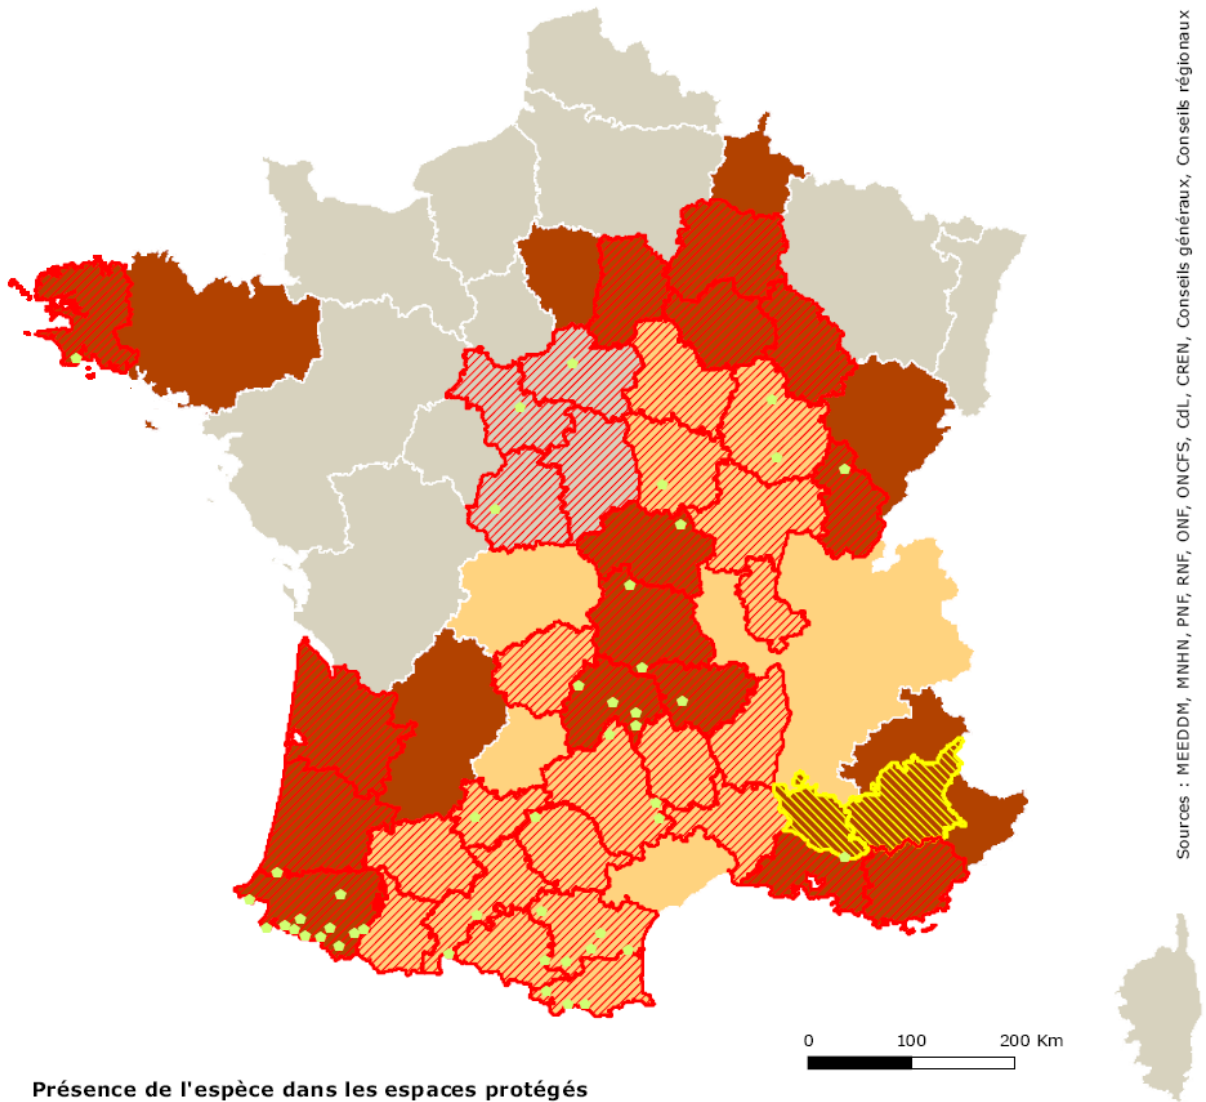 Sources : MEEDDM, MNHN, PNF, RNF, ONF, ONCFS, CdL, CREN, Conseils généraux, Conseils régionaux
0 100 200 Km
Présence de l'espèce dans les espaces protégés